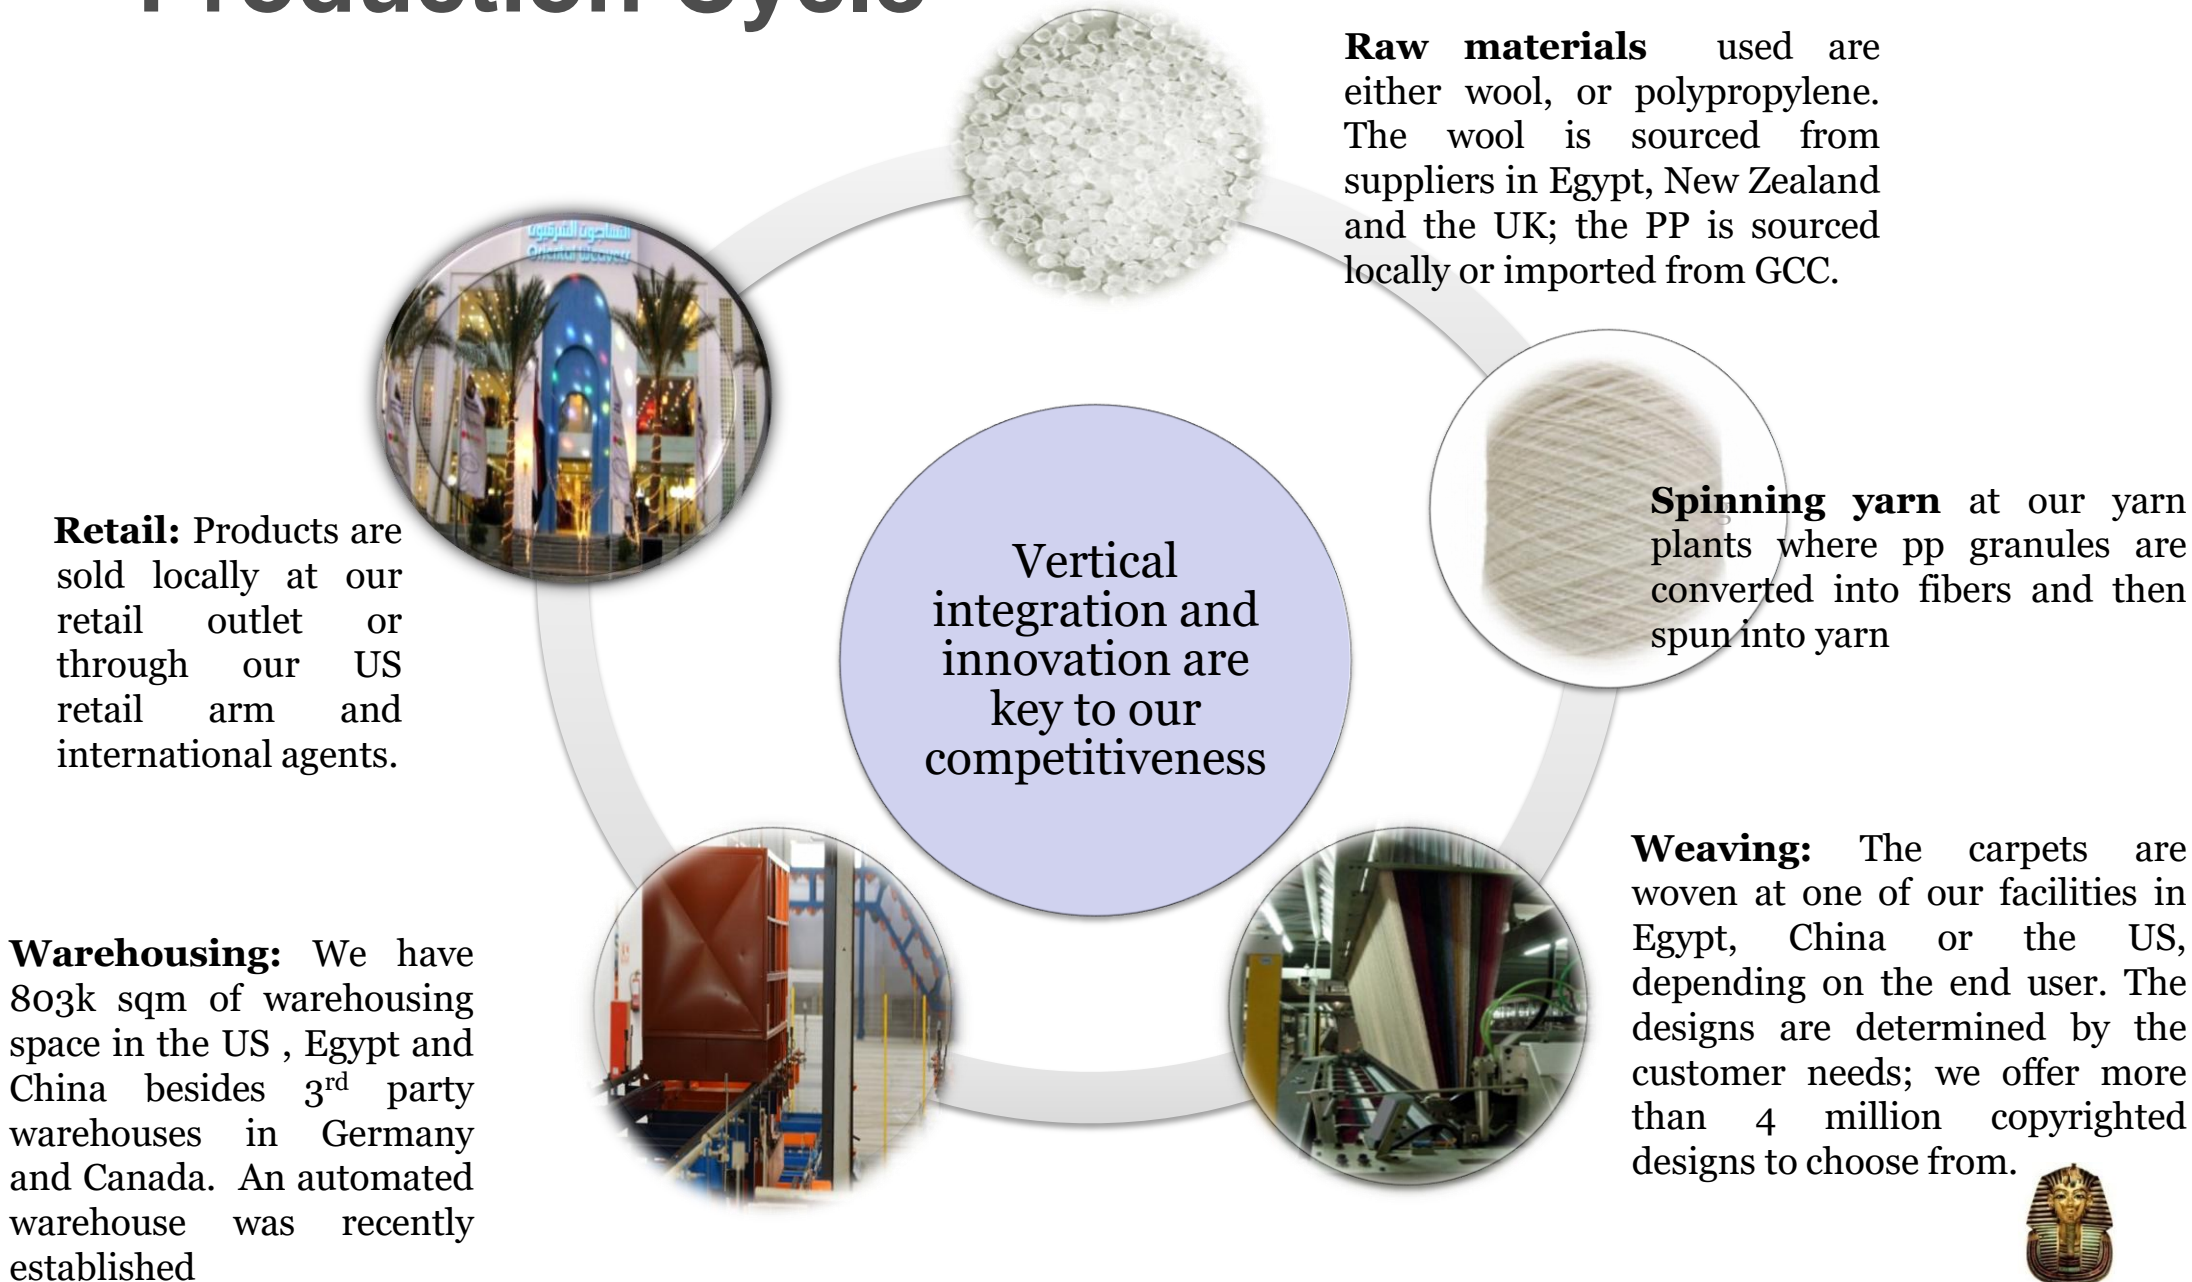 Production Cycle
Raw materials used are
either wool, or polypropylene.
The wool is sourced from
suppliers in Egypt, New Zealand
and the UK; the PP is sourced
locally or imported from GCC.
النساجون الشرقيون
Oriental Weavers
Spinning yarn at our yarn
plants where pp granules are
converted into fibers and then
spun into yarn
Retail: Products are
sold locally at our
retail outlet or
through our US
retail arm and
international agents.
Vertical
integration and
innovation are
key to our
competitiveness
Weaving: The carpets are
woven at one of our facilities in
Egypt, China or the US,
depending on the end user. The
designs are determined by the
customer needs; we offer more
than 4 million copyrighted
designs to choose from.
Warehousing: We have
803k sqm of warehousing
space in the US , Egypt and
China besides 3rd party
warehouses in Germany
and Canada. An automated
warehouse was recently
established